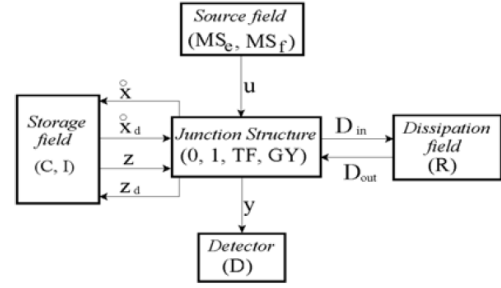 Source field
(MSe, MSf)
u
x̊
Storage
field
(C, I)
x̊d
z
zd
Junction Structure
(0, 1, TF, GY)
Din
Dout
Dissipation
field
(R)
y
Detector
(D)